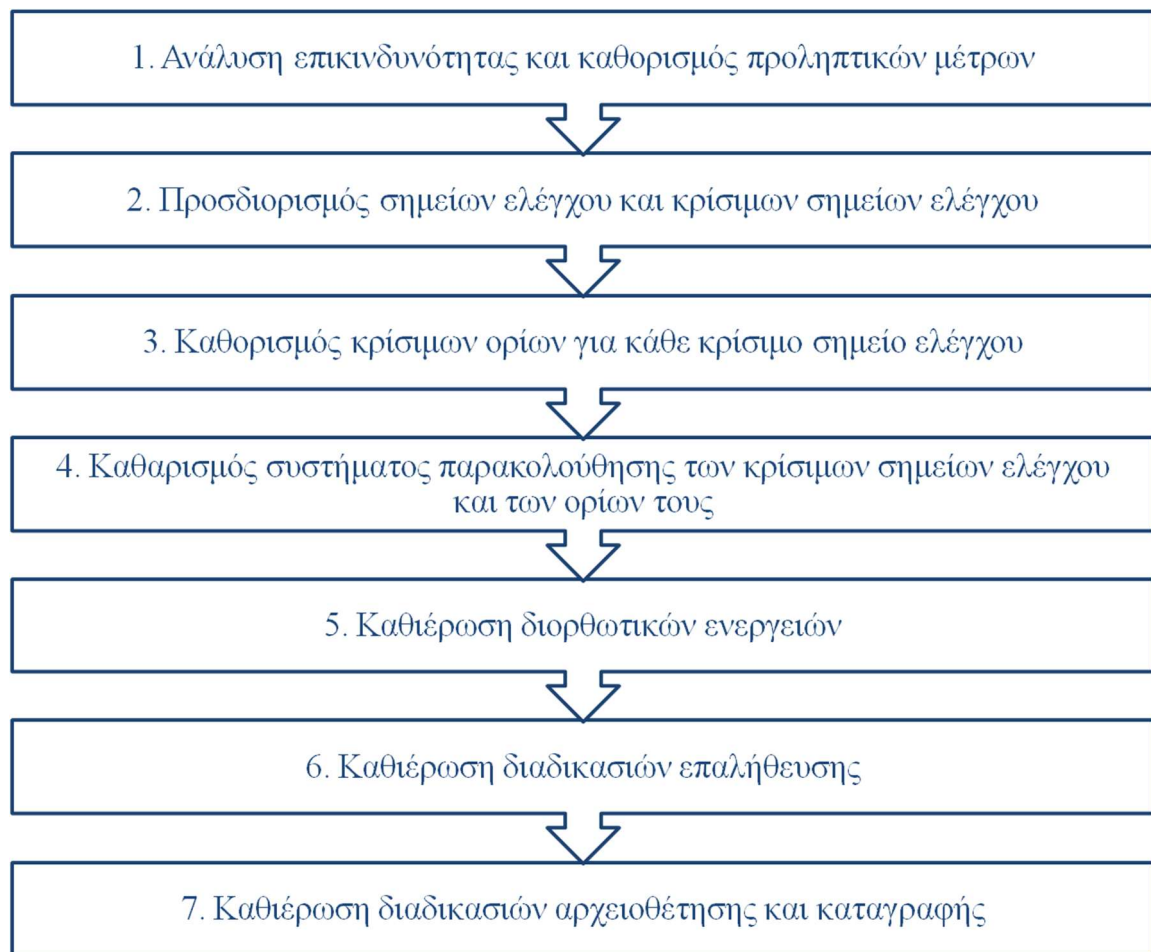 1. Ανάλυση επικινδυνότητας και καθορισμός προληπτικών μέτρων
2. Προσδιορισμός σημείων ελέγχου και κρίσιμων σημείων ελέγχου
3. Καθορισμός κρίσιμων ορίων για κάθε κρίσιμο σημείο ελέγχου
4. Καθαρισμός συστήματος παρακολούθησης των κρίσιμων σημείων ελέγχου
και των ορίων τους
5. Καθιέρωση διορθωτικών ενεργειών
6. Καθιέρωση διαδικασιών επαλήθευσης
7. Καθιέρωση διαδικασιών αρχειοθέτησης και καταγραφής